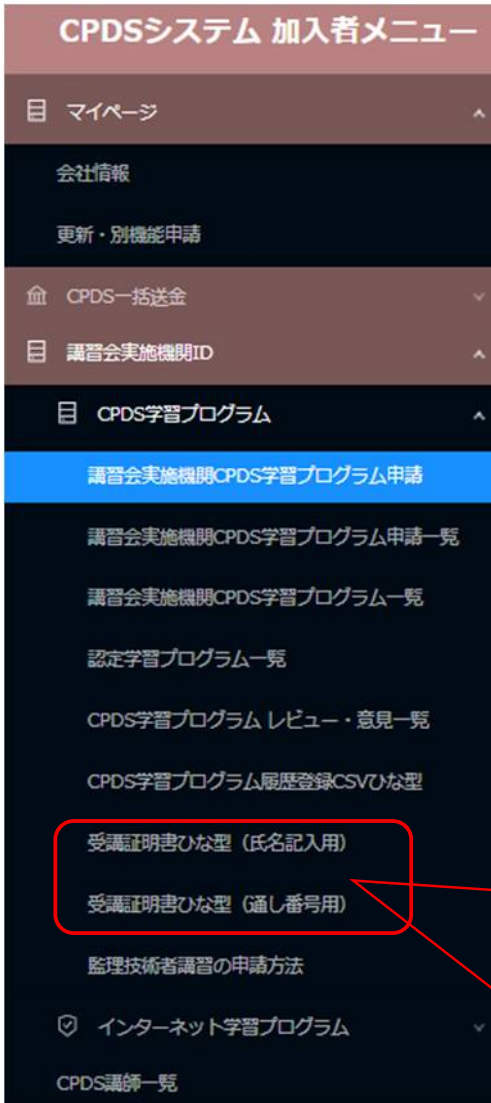 CPDSシステム 加入者メニュー
マイページ
会社情報
更新・別機能申請
CPDS一括送金
講習会実施機関ID
CPDS学習プログラム
講習会実施機関CPDS学習プログラム申請
講習会実施機関CPDS学習プログラム申請一覧
講習会実施機関CPDS学習プログラム一覧
認定学習プログラム一覧
CPDS学習プログラム レビュー・意見一覧
CPDS学習プログラム履歴登録CSVひな型
受講証明書ひな型（氏名記入用）
受講証明書ひな型（通し番号用）
監理技術者講習の申請方法
インターネット学習プログラム
CPDS講師一覧